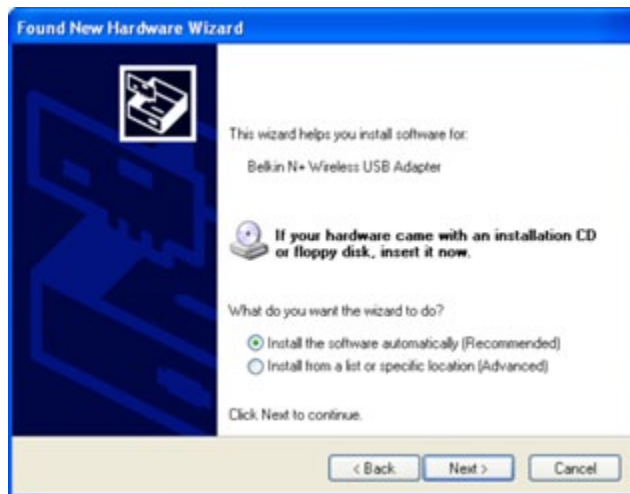 Found New Hardware Wizard
This wizard helps you install software for:
Belkin N+ Wireless USB Adapter
If your hardware came with an installation CD
or floppy disk, insert it now.
What do you want the wizard to do?
Install the software automatically (Recommended)
Install from a list or specific location (Advanced)
Click Next to continue.
< Back Next > Cancel